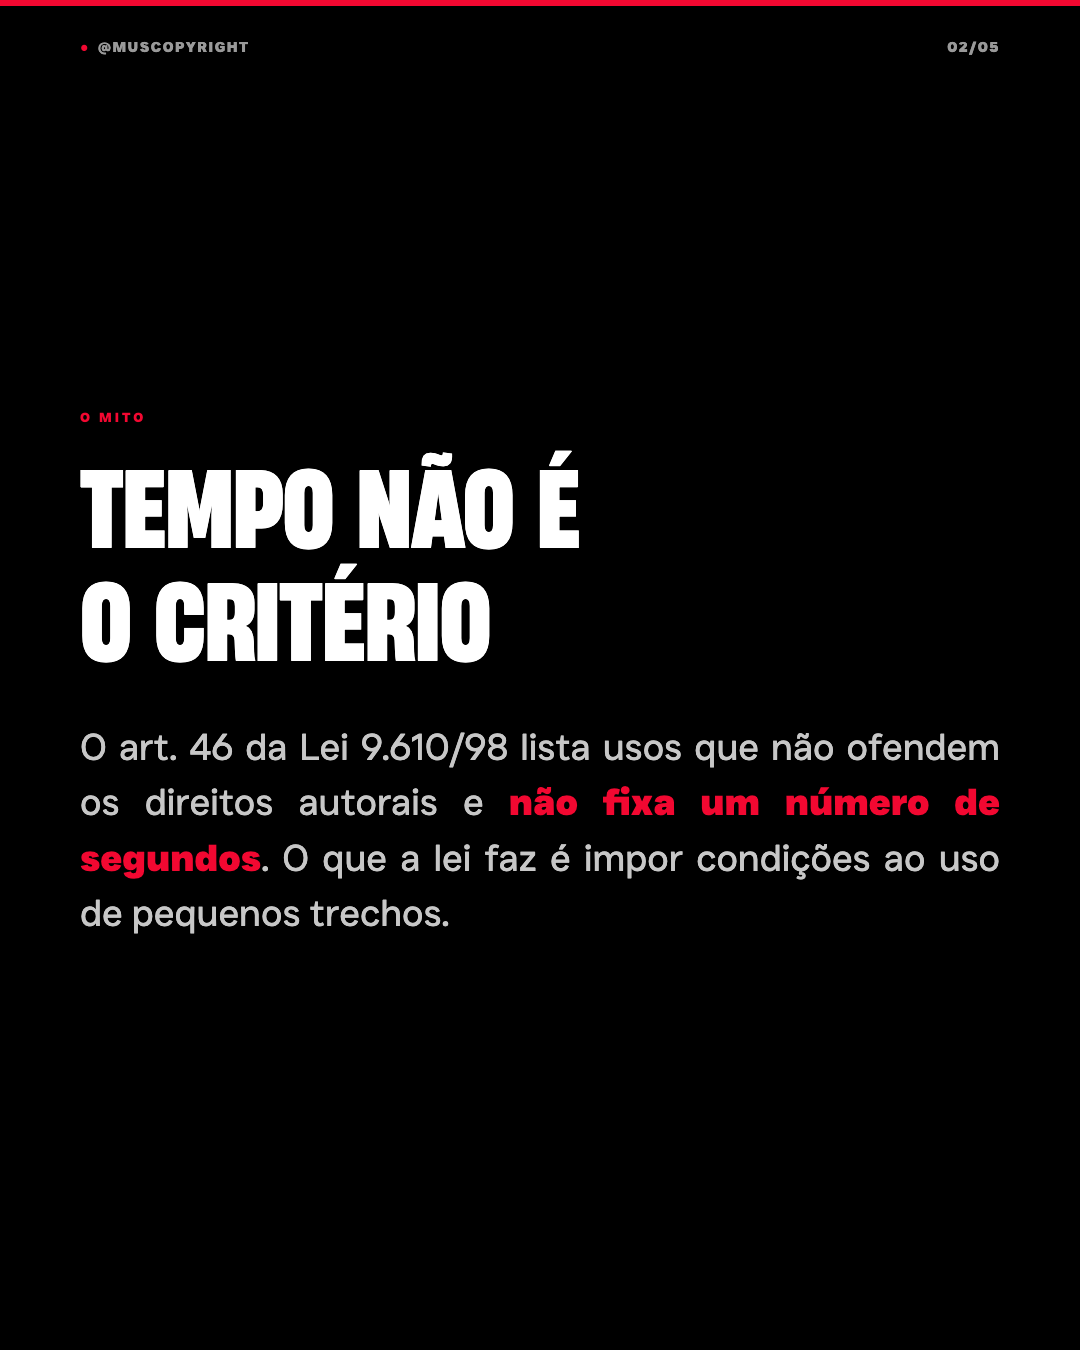 @MUSCOPYRIGHT
02/05
O MITO
TEMPO NÃO É
O CRITÉRIO
O art. 46 da Lei 9.610/98 lista usos que não ofendem
os direitos autorais e não fixa um número de
segundos. O que a lei faz é impor condições ao uso
de pequenos trechos.